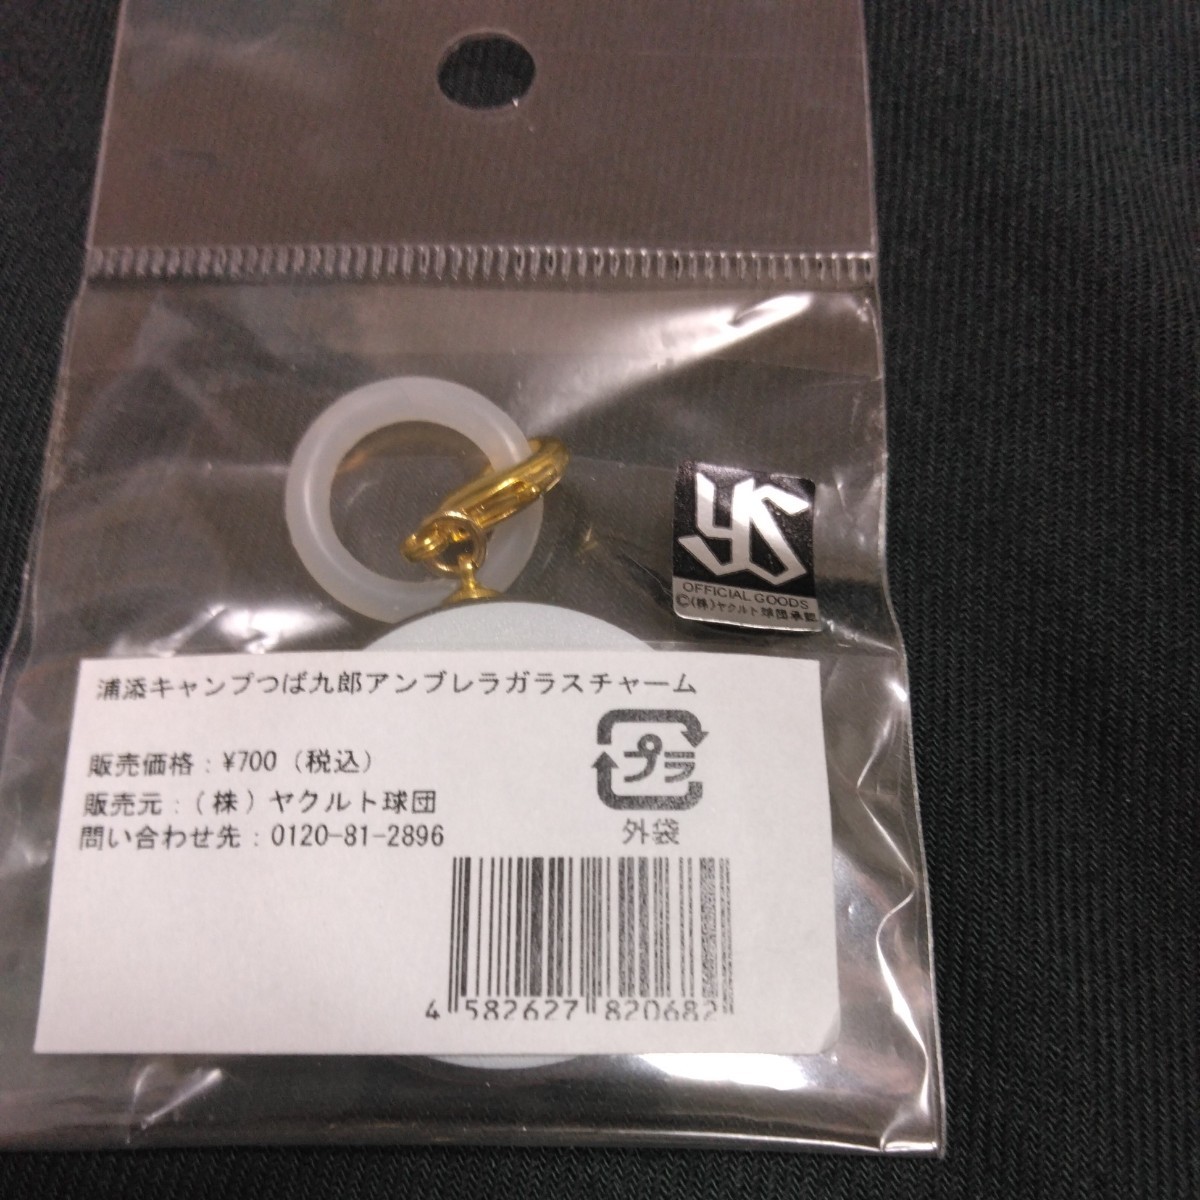 YS
OFFICIAL GOODS
©(株)ヤクルト球団承認
浦添キャンプつば九郎アンブレラガラスチャーム
販売価格：¥700（税込）
販売元：（株）ヤクルト球団
問い合わせ先：0120-81-2896
プラ
外袋
4 582627 820682